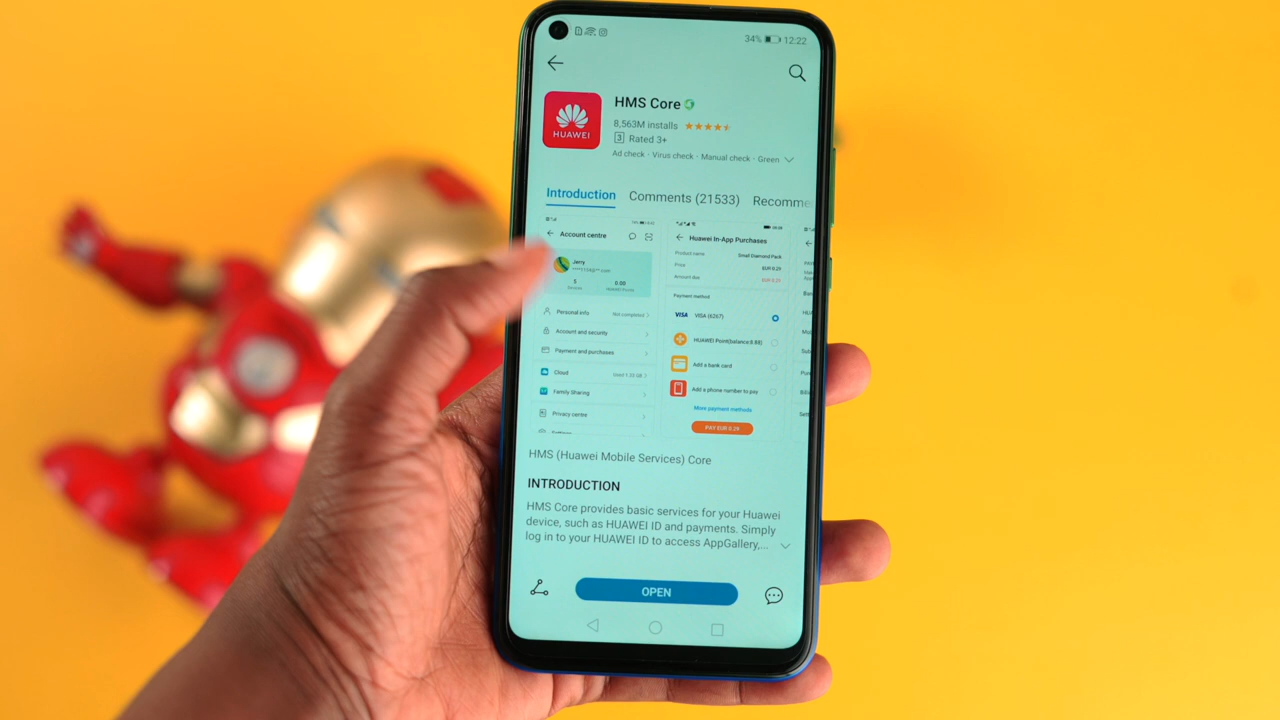 34% 12:22
HMS Core
8,563M installs
3 Rated 3+
Ad check · Virus check · Manual check · Green
HUAWEI
Introduction Comments (21533) Recomme
Account centre
Jerry
5 0.00
Personal info Not completed
Account and security
Payment and purchases
Cloud Used 1.33 GB
Family Sharing
Privacy centre
Huawei In-App Purchases
Product name Small Diamond Pack
Price EUR 0.29
Amount due EUR 0.29
Payment method
VISA VISA (6267)
HUAWEI Point(balance:8.88)
Add a bank card
Add a phone number to pay
More payment methods
PAY EUR 0.29
HMS (Huawei Mobile Services) Core
INTRODUCTION
HMS Core provides basic services for your Huawei
device, such as HUAWEI ID and payments. Simply
log in to your HUAWEI ID to access AppGallery,...
OPEN